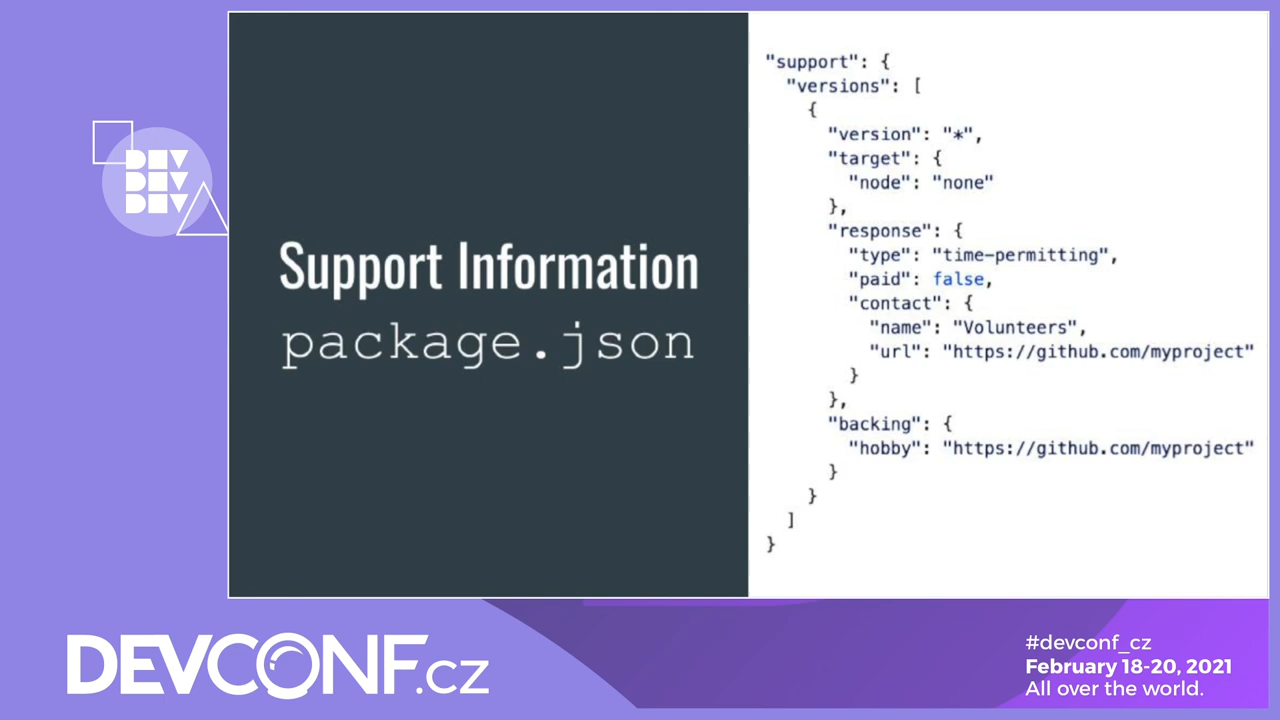 DEV
DEV
DEV
Support Information
package.json
"support": {
"versions": [
{
"version": "*",
"target": {
"node": "none"
},
"response": {
"type": "time-permitting",
"paid": false,
"contact": {
"name": "Volunteers",
"url": "https://github.com/myproject"
}
},
"backing": {
"hobby": "https://github.com/myproject"
}
}
]
}
DEVCONF.cz
#devconf_cz
February 18-20, 2021
All over the world.